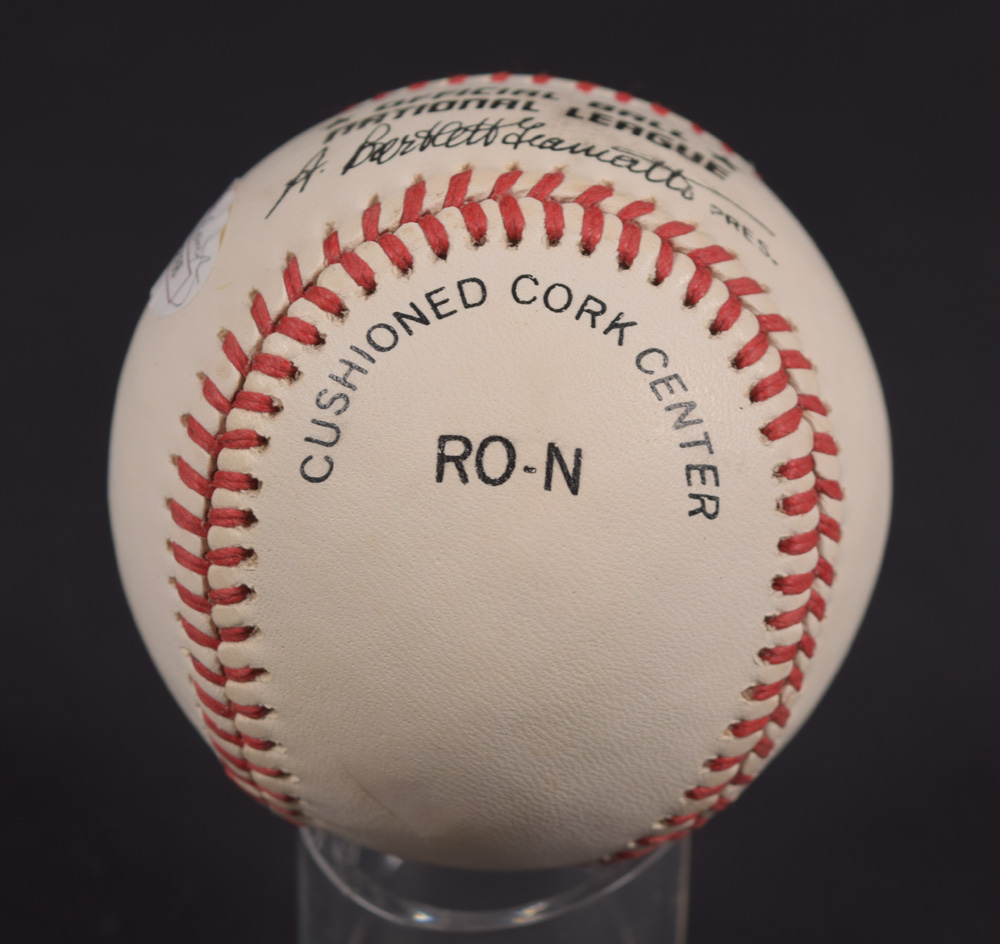 OFFICIAL BALL
NATIONAL LEAGUE
A. Bartlett Giamatti
PRES.
CUSHIONED CORK CENTER
RO-N